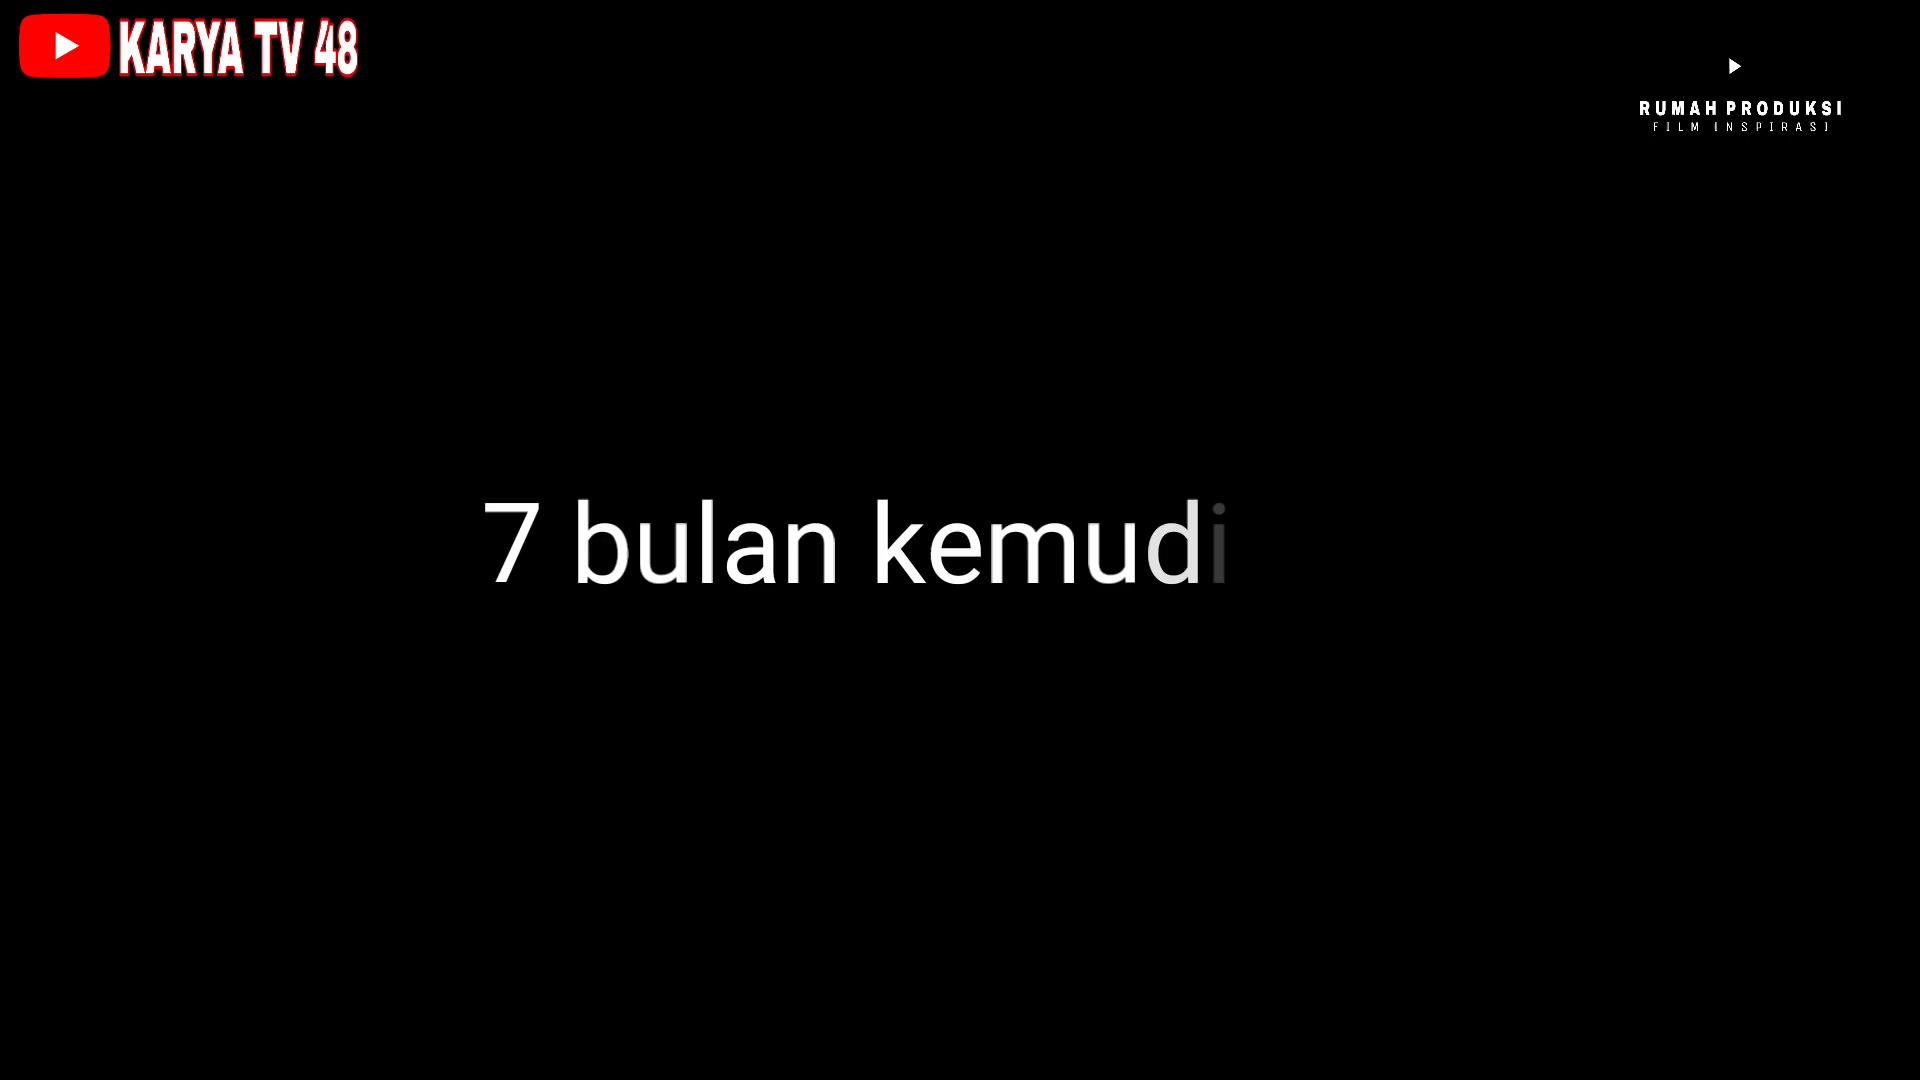 KARYA TV 48
RUMAH PRODUKSI
FILM INSPIRASI
7 bulan kemudi